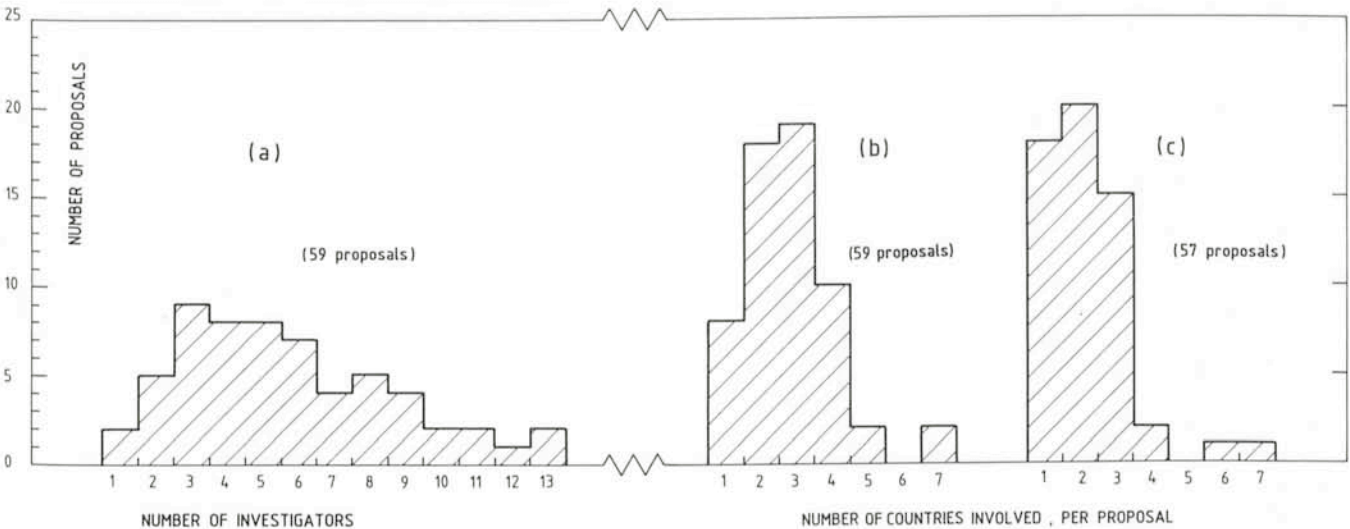 25
20
15
10
5
0
NUMBER OF PROPOSALS
(a)
(59 proposals)
1 2 3 4 5 6 7 8 9 10 11 12 13
NUMBER OF INVESTIGATORS
(b)
(59 proposals)
1 2 3 4 5 6 7
(c)
(57 proposals)
1 2 3 4 5 6 7
NUMBER OF COUNTRIES INVOLVED , PER PROPOSAL